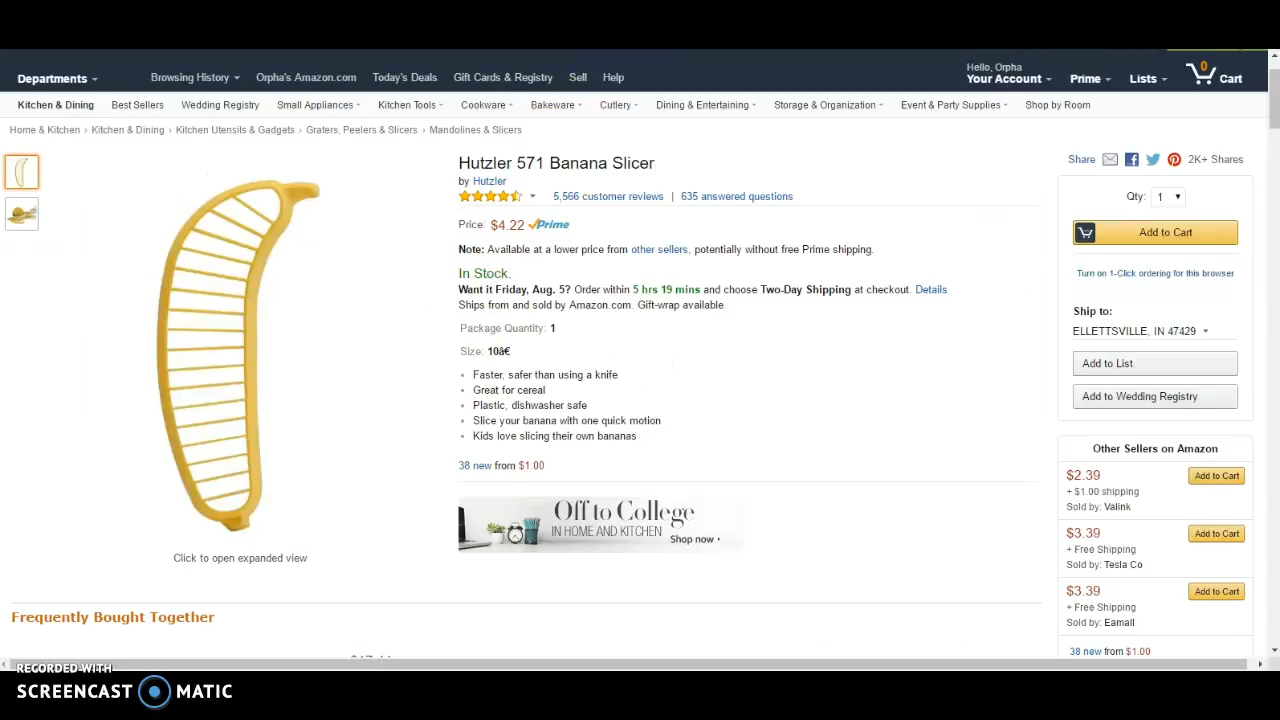 Departments
Browsing History
Orpha's Amazon.com
Today's Deals
Gift Cards & Registry
Sell
Help
Hello, Orpha
Your Account
Prime
Lists
0
Cart
Kitchen & Dining
Best Sellers
Wedding Registry
Small Appliances
Kitchen Tools
Cookware
Bakeware
Cutlery
Dining & Entertaining
Storage & Organization
Event & Party Supplies
Shop by Room
Home & Kitchen › Kitchen & Dining › Kitchen Utensils & Gadgets › Graters, Peelers & Slicers › Mandolines & Slicers
Hutzler 571 Banana Slicer
by Hutzler
5,566 customer reviews | 635 answered questions
Price: $4.22 Prime
Note: Available at a lower price from other sellers, potentially without free Prime shipping.
In Stock.
Want it Friday, Aug. 5? Order within 5 hrs 19 mins and choose Two-Day Shipping at checkout. Details
Ships from and sold by Amazon.com. Gift-wrap available.
Package Quantity: 1
Size: 10â€
• Faster, safer than using a knife
• Great for cereal
• Plastic, dishwasher safe
• Slice your banana with one quick motion
• Kids love slicing their own bananas
38 new from $1.00
Off to College
IN HOME AND KITCHEN
Shop now ›
Click to open expanded view
Share
2K+ Shares
Qty: 1
Add to Cart
Turn on 1-Click ordering for this browser
Ship to:
ELLETTSVILLE, IN 47429
Add to List
Add to Wedding Registry
Other Sellers on Amazon
$2.39
Add to Cart
+ $1.00 shipping
Sold by: Valink
$3.39
Add to Cart
+ Free Shipping
Sold by: Tesla Co
$3.39
Add to Cart
+ Free Shipping
Sold by: Eamall
38 new from $1.00
Frequently Bought Together
RECORDED WITH
SCREENCAST MATIC